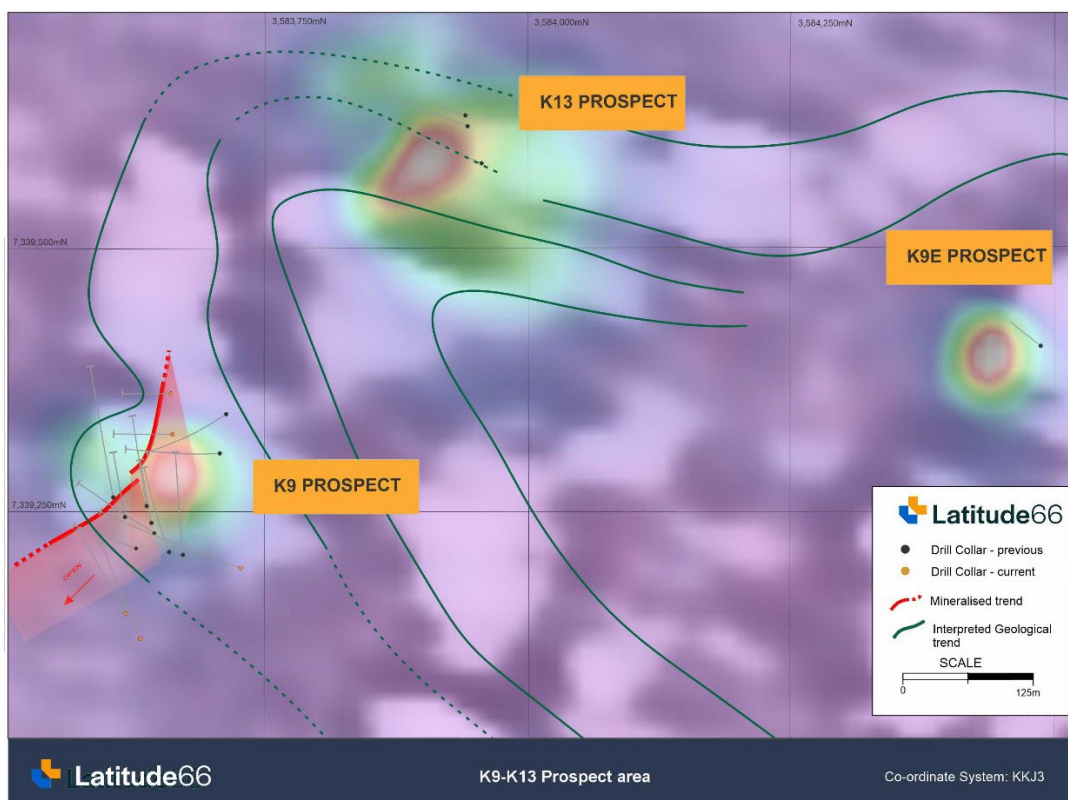 3,583,750mN
3,584,000mN
3,584,250mN
K13 PROSPECT
7,339,500mN
K9E PROSPECT
K9 PROSPECT
7,339,250mN
OPEN
Latitude66
Drill Collar - previous
Drill Collar - current
Mineralised trend
Interpreted Geological
trend
SCALE
0
125m
Latitude66
K9-K13 Prospect area
Co-ordinate System: KKJ3